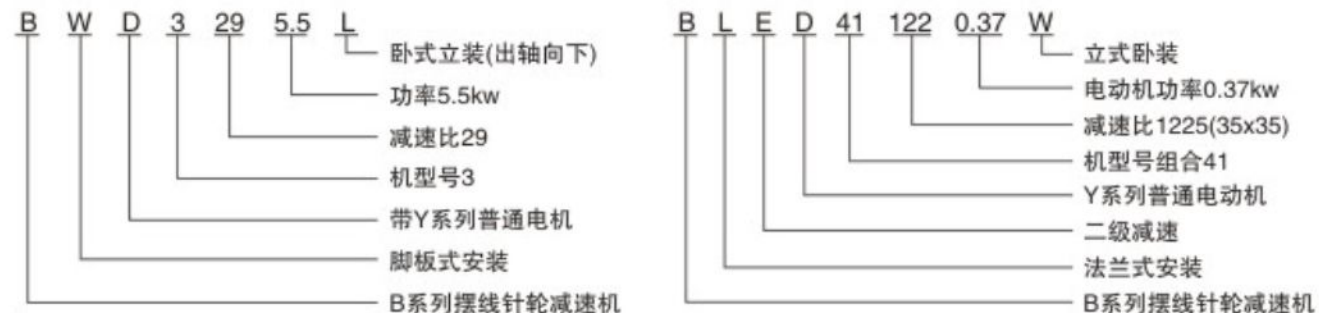 B W D 3 29 5.5 L
卧式立装(出轴向下)
功率5.5kw
减速比29
机型号3
带Y系列普通电机
脚板式安装
B系列摆线针轮减速机
B L E D 41 122 0.37 W
立式卧装
电动机功率0.37kw
减速比1225(35x35)
机型号组合41
Y系列普通电动机
二级减速
法兰式安装
B系列摆线针轮减速机